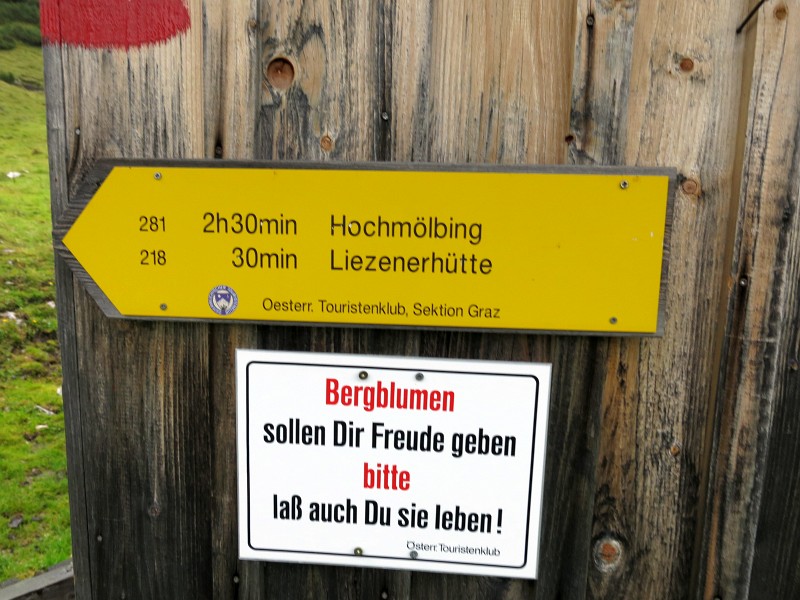 281 2h30min Hochmölbing
218 30min Liezenerhütte
Oesterr. Touristenklub, Sektion Graz
Bergblumen
sollen Dir Freude geben
bitte
laß auch Du sie leben!
Österr. Touristenklub